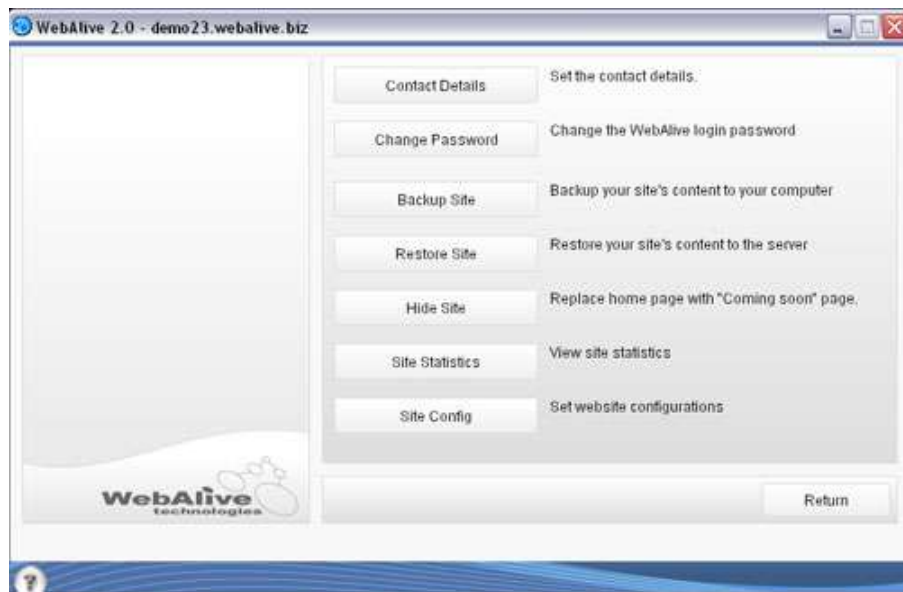 WebAlive 2.0 - demo23.webalive.biz
Contact Details Set the contact details.
Change Password Change the WebAlive login password
Backup Site Backup your site's content to your computer
Restore Site Restore your site's content to the server
Hide Site Replace home page with "Coming soon" page.
Site Statistics View site statistics
Site Config Set website configurations
WebAlive
technologies
Return
?